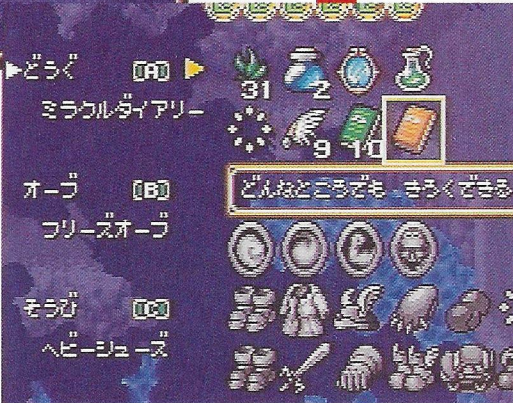 どうぐ [A]
31 2
ミラクルダイアリー
9 10
オーブ [B]
どんなところでも きろくできる
フリーズオーブ
そうび [C]
ヘビーシューズ